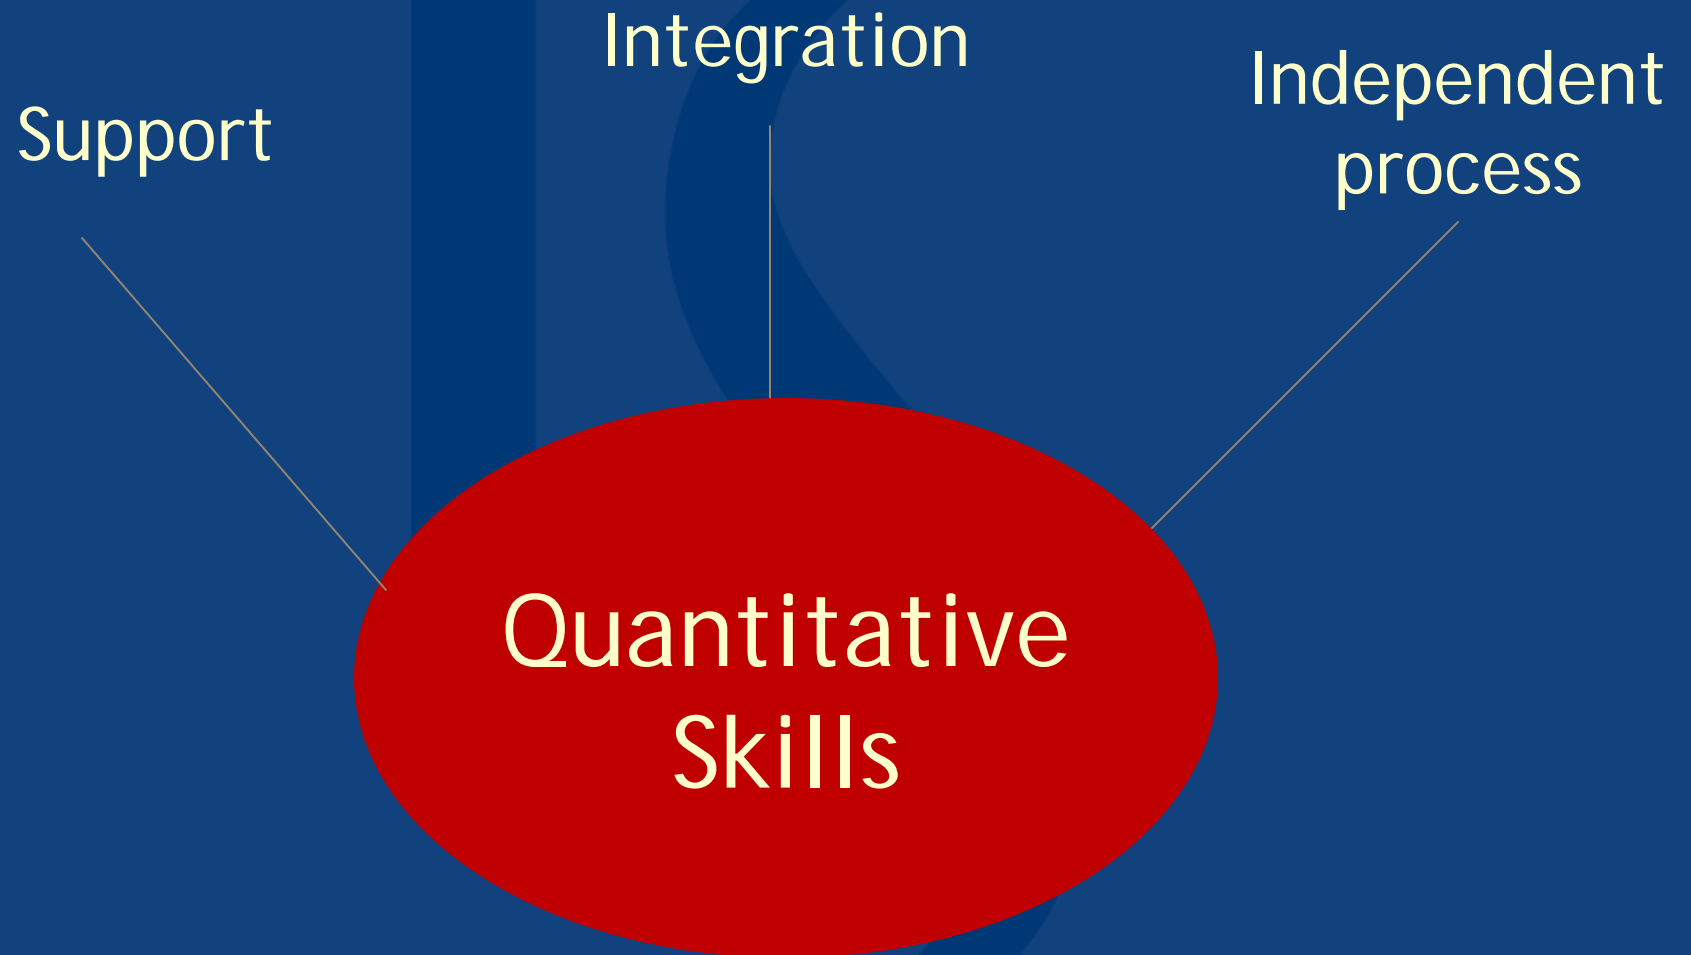 Integration
Independent
process
Support
Quantitative
Skills